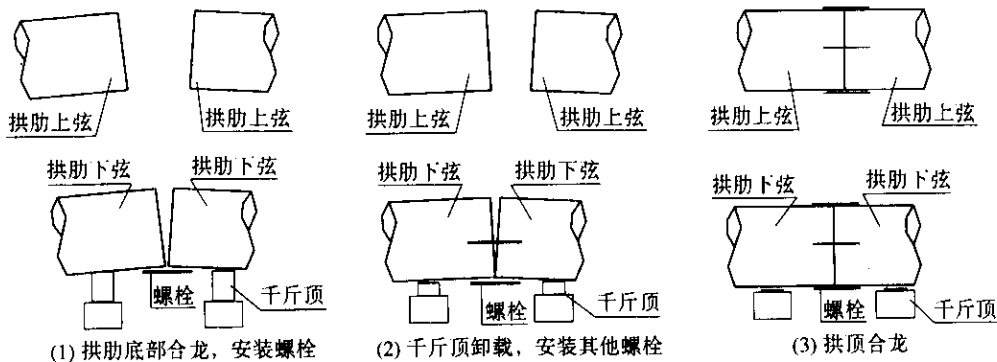 拱肋上弦
拱肋上弦
拱肋下弦
拱肋下弦
螺栓
千斤顶
(1) 拱肋底部合龙，安装螺栓
拱肋上弦
拱肋上弦
拱肋下弦
拱肋下弦
螺栓
千斤顶
(2) 千斤顶卸载，安装其他螺栓
拱肋上弦
拱肋上弦
拱肋下弦
拱肋下弦
螺栓
千斤顶
(3) 拱顶合龙